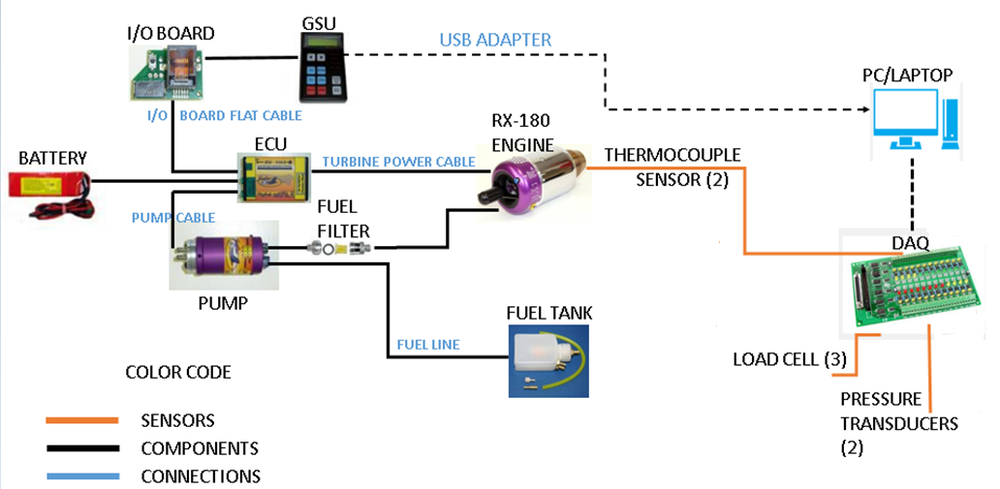 GSU
I/O BOARD
USB ADAPTER
PC/LAPTOP
I/O BOARD FLAT CABLE
RX-180
ENGINE
ECU
BATTERY
TURBINE POWER CABLE
THERMOCOUPLE
SENSOR (2)
FUEL
FILTER
PUMP CABLE
DAQ
PUMP
FUEL TANK
FUEL LINE
LOAD CELL (3)
COLOR CODE
PRESSURE
TRANSDUCERS
(2)
SENSORS
COMPONENTS
CONNECTIONS